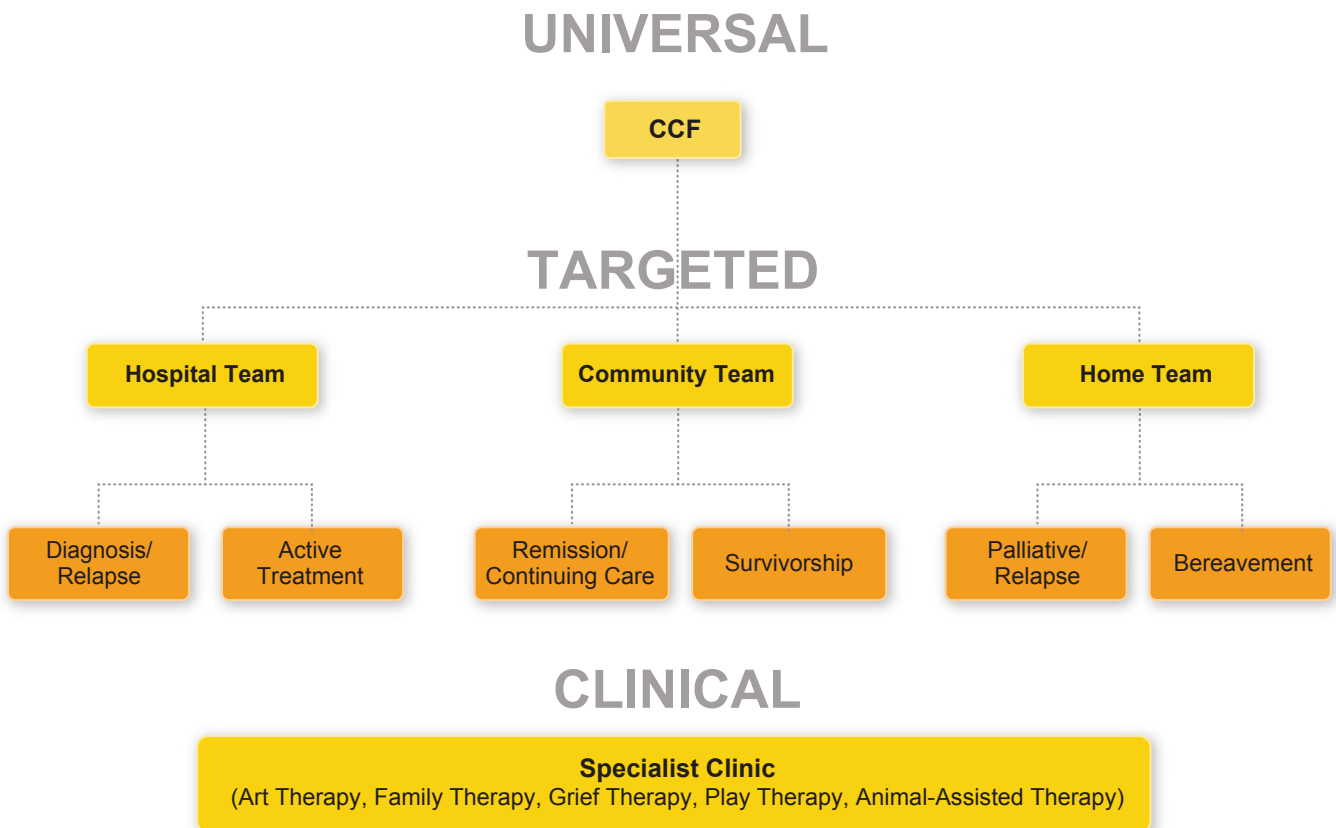 UNIVERSAL
CCF
TARGETED
Hospital Team
Community Team
Home Team
Diagnosis/
Relapse
Active
Treatment
Remission/
Continuing Care
Survivorship
Palliative/
Relapse
Bereavement
CLINICAL
Specialist Clinic
(Art Therapy, Family Therapy, Grief Therapy, Play Therapy, Animal-Assisted Therapy)